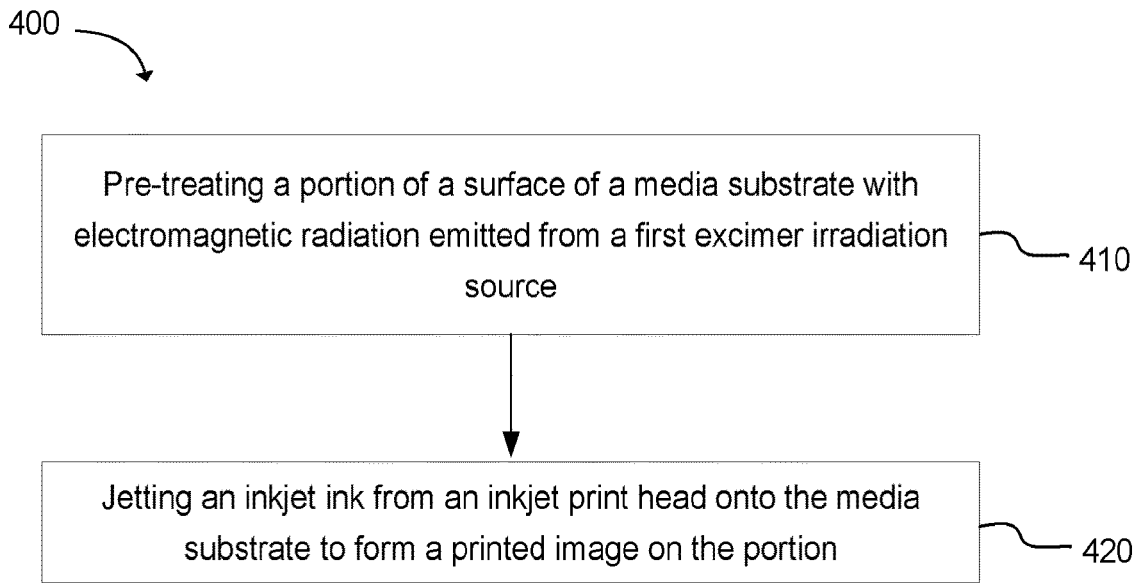 400
Pre-treating a portion of a surface of a media substrate with
electromagnetic radiation emitted from a first excimer irradiation
source
410
Jetting an inkjet ink from an inkjet print head onto the media
substrate to form a printed image on the portion
420